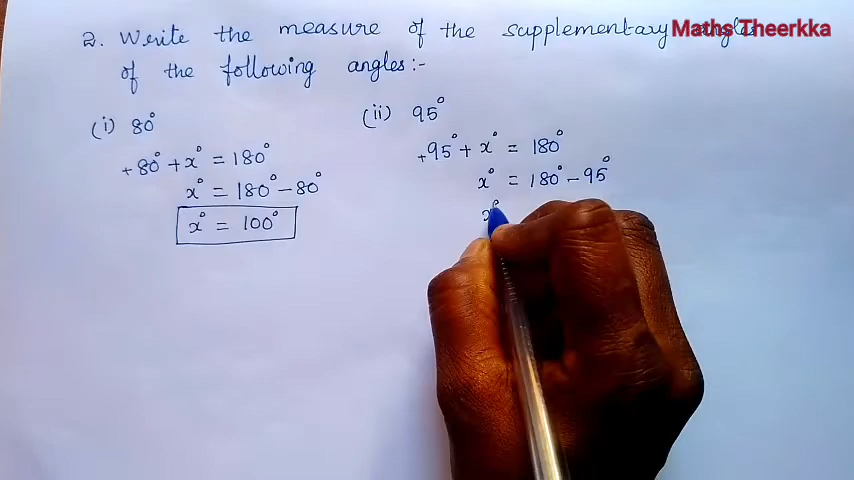 2. Write the measure of the supplementary angles
Maths Theerkka
of the following angles:-
(i) 80°
+80° + x° = 180°
x° = 180° - 80°
x° = 100°
(ii) 95°
+95° + x° = 180°
x° = 180° - 95°
x°